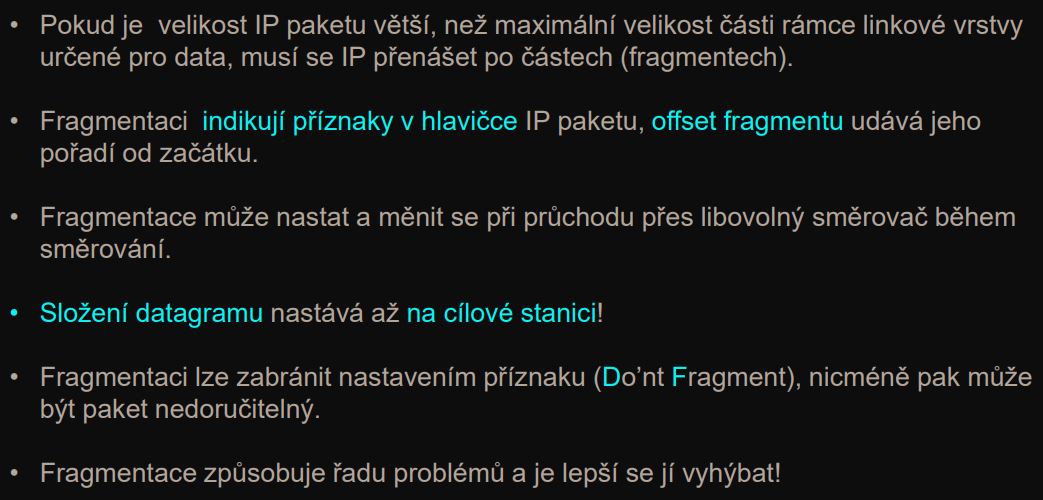 • Pokud je  velikost IP paketu větší, než maximální velikost části rámce linkové vrstvy
určené pro data, musí se IP přenášet po částech (fragmentech).
• Fragmentaci  indikují příznaky v hlavičce IP paketu, offset fragmentu udává jeho
pořadí od začátku.
• Fragmentace může nastat a měnit se při průchodu přes libovolný směrovač během
směrování.
• Složení datagramu nastává až na cílové stanici!
• Fragmentaci lze zabránit nastavením příznaku (Do’nt Fragment), nicméně pak může
být paket nedoručitelný.
• Fragmentace způsobuje řadu problémů a je lepší se jí vyhýbat!